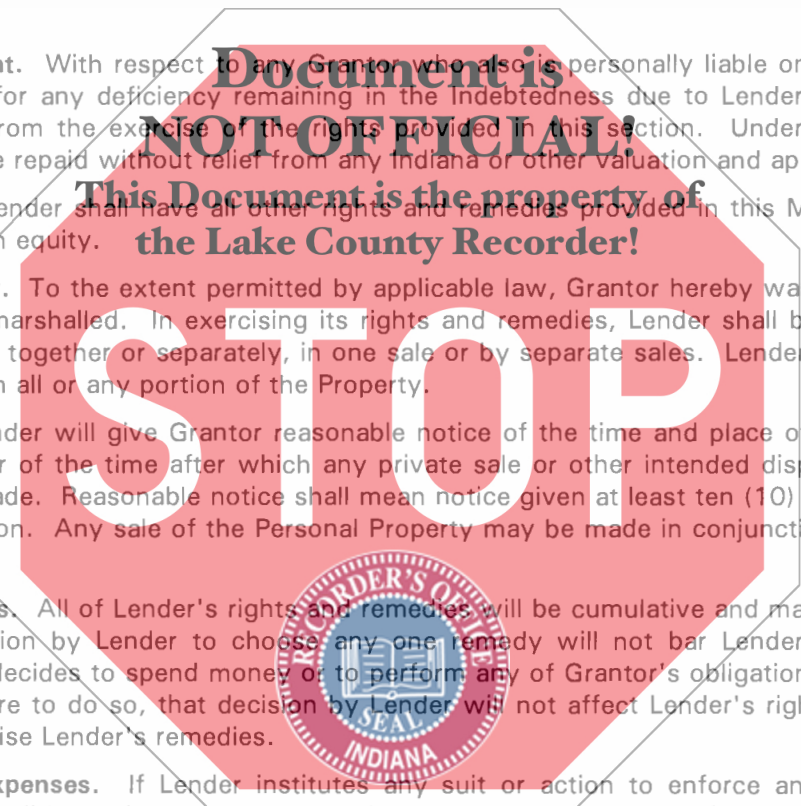 Document is
NOT OFFICIAL!
This Document is the property of
the Lake County Recorder!
STOP
RECORDER'S OFFICE
SEAL
INDIANA
nt. With respect to any Grantor who also is personally liable or
for any deficiency remaining in the Indebtedness due to Lender
rom the exercise of the rights provided in this section. Under
e repaid without relief from any Indiana or other valuation and ap
ender shall have all other rights and remedies provided in this M
n equity.
. To the extent permitted by applicable law, Grantor hereby wa
marshalled. In exercising its rights and remedies, Lender shall b
together or separately, in one sale or by separate sales. Lender
n all or any portion of the Property.
nder will give Grantor reasonable notice of the time and place o
r of the time after which any private sale or other intended disp
ade. Reasonable notice shall mean notice given at least ten (10)
on. Any sale of the Personal Property may be made in conjuncti
s. All of Lender's rights and remedies will be cumulative and ma
ion by Lender to choose any one remedy will not bar Lender
decides to spend money or to perform any of Grantor's obligation
re to do so, that decision by Lender will not affect Lender's righ
ise Lender's remedies.
xpenses. If Lender institutes any suit or action to enforce an